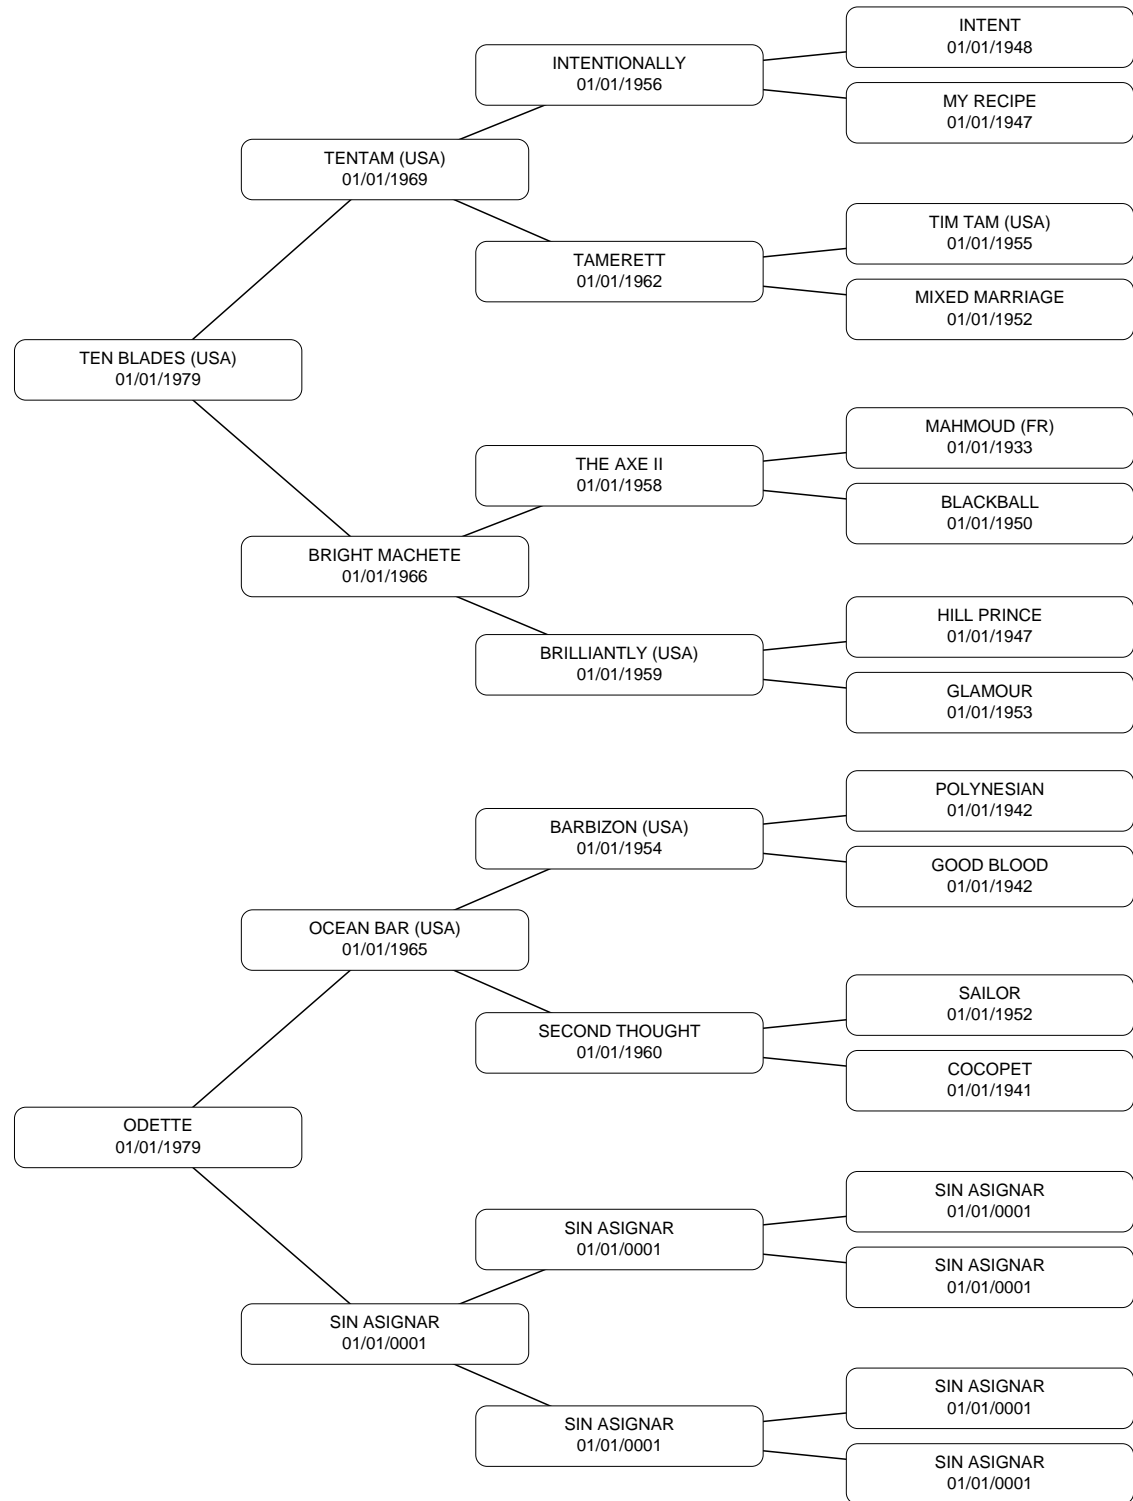 INTENT
01/01/1948
INTENTIONALLY
01/01/1956
MY RECIPE
01/01/1947
TENTAM (USA)
01/01/1969
TIM TAM (USA)
01/01/1955
TAMERETT
01/01/1962
MIXED MARRIAGE
01/01/1952
TEN BLADES (USA)
01/01/1979
MAHMOUD (FR)
01/01/1933
THE AXE II
01/01/1958
BLACKBALL
01/01/1950
BRIGHT MACHETE
01/01/1966
HILL PRINCE
01/01/1947
BRILLIANTLY (USA)
01/01/1959
GLAMOUR
01/01/1953
POLYNESIAN
01/01/1942
BARBIZON (USA)
01/01/1954
GOOD BLOOD
01/01/1942
OCEAN BAR (USA)
01/01/1965
SAILOR
01/01/1952
SECOND THOUGHT
01/01/1960
COCOPET
01/01/1941
ODETTE
01/01/1979
SIN ASIGNAR
01/01/0001
SIN ASIGNAR
01/01/0001
SIN ASIGNAR
01/01/0001
SIN ASIGNAR
01/01/0001
SIN ASIGNAR
01/01/0001
SIN ASIGNAR
01/01/0001
SIN ASIGNAR
01/01/0001